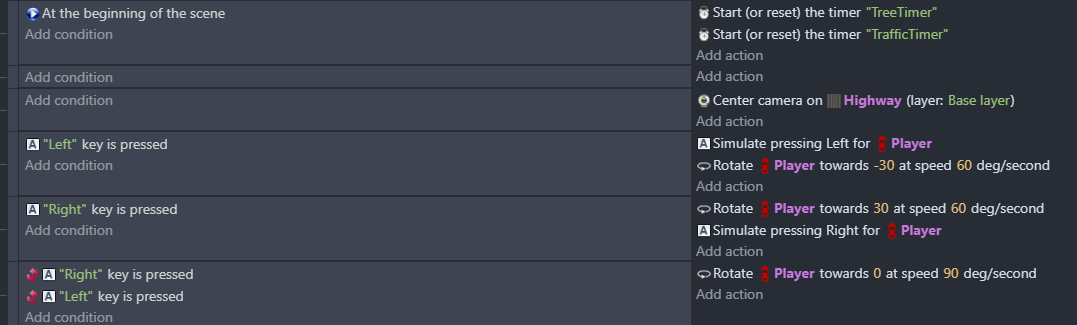 At the beginning of the scene
Add condition
Start (or reset) the timer "TreeTimer"
Start (or reset) the timer "TrafficTimer"
Add action
Add condition
Add action
Add condition
Center camera on Highway (layer: Base layer)
Add action
A "Left" key is pressed
Add condition
A Simulate pressing Left for Player
Rotate Player towards -30 at speed 60 deg/second
Add action
A "Right" key is pressed
Add condition
Rotate Player towards 30 at speed 60 deg/second
A Simulate pressing Right for Player
Add action
A "Right" key is pressed
A "Left" key is pressed
Add condition
Rotate Player towards 0 at speed 90 deg/second
Add action